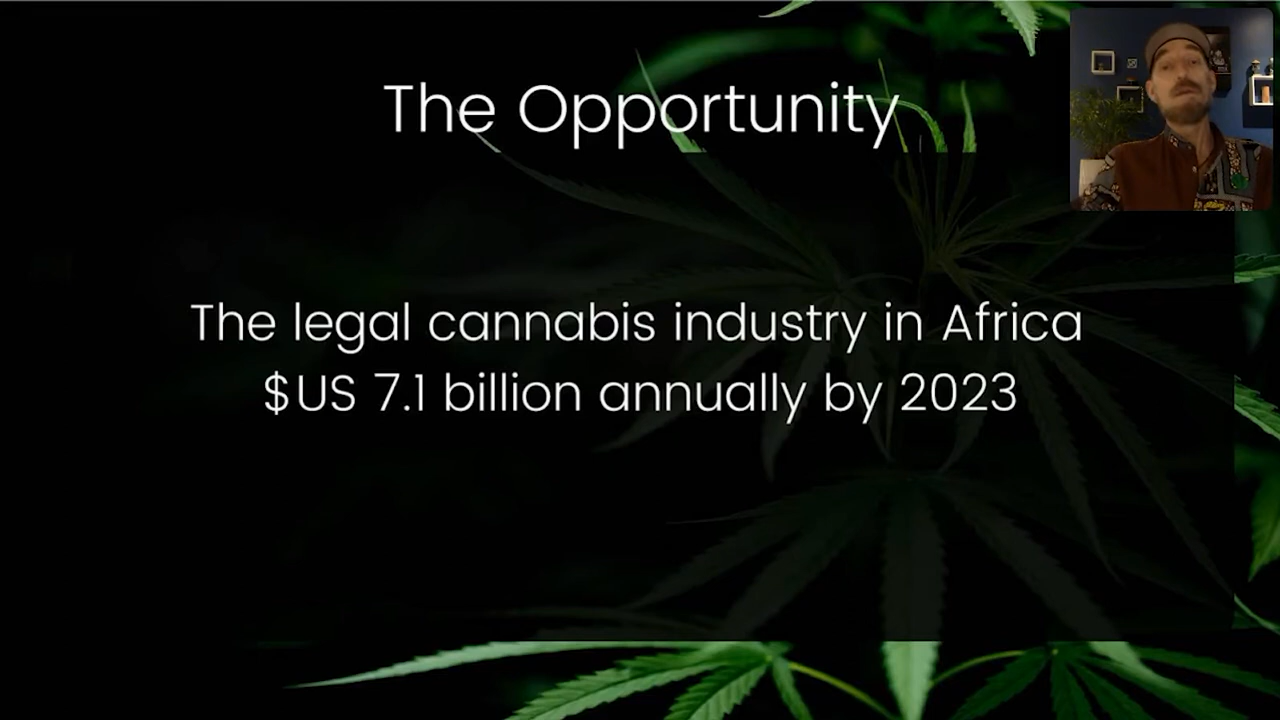 The Opportunity
The legal cannabis industry in Africa
$US 7.1 billion annually by 2023